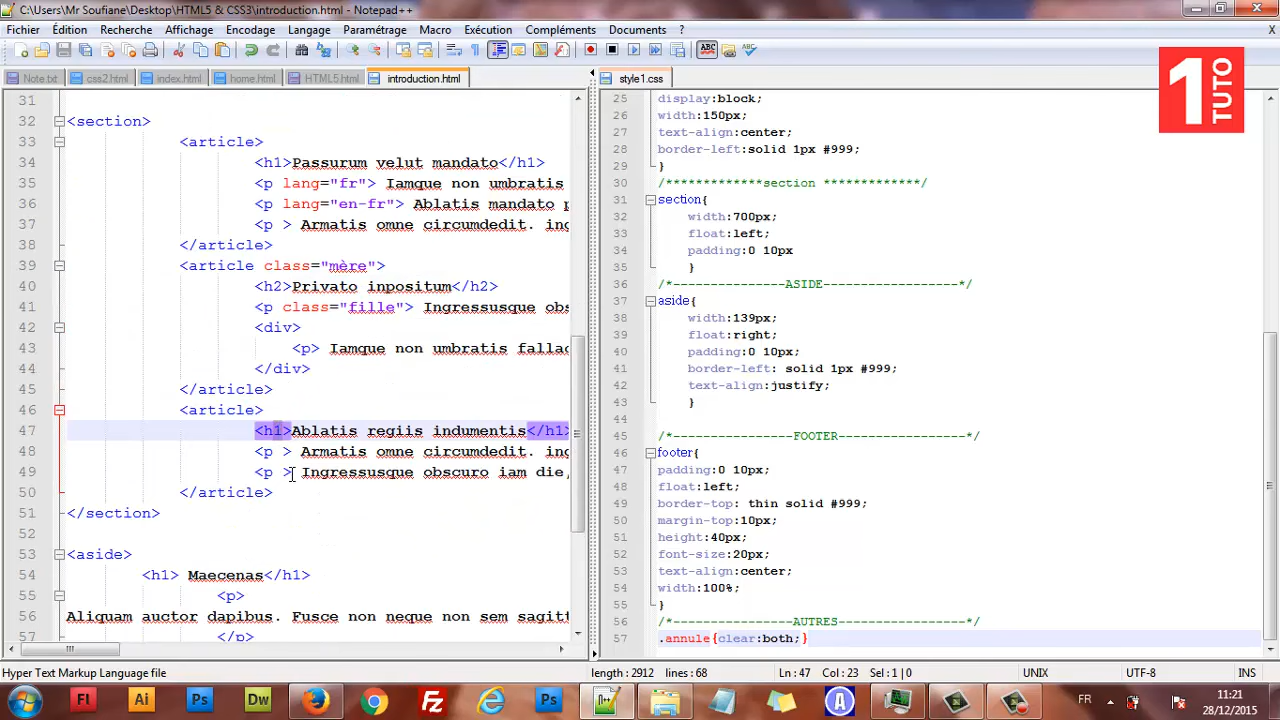 C:\Users\Mr Soufiane\Desktop\HTML5 & CSS3\introduction.html - Notepad++
Fichier Édition Recherche Affichage Encodage Langage Paramétrage Macro Exécution Compléments Documents ? X
Note.txt css2.html index.html home.html HTML5.html introduction.html
31
32 <section>
33 <article>
34 <h1>Passurum velut mandato</h1>
35 <p lang="fr"> Iamque non umbratis
36 <p lang="en-fr"> Ablatis mandato p
37 <p > Armatis omne circumdedit. ind
38 </article>
39 <article class="mère">
40 <h2>Privato inpositum</h2>
41 <p class="fille"> Ingressusque obs
42 <div>
43 <p> Iamque non umbratis fallac
44 </div>
45 </article>
46 <article>
47 <h1>Ablatis regiis indumentis</h1>
48 <p > Armatis omne circumdedit. ind
49 <p > Ingressusque obscuro iam die,
50 </article>
51 </section>
52
53 <aside>
54 <h1> Maecenas</h1>
55 <p>
56 Aliquam auctor dapibus. Fusce non neque non sem sagitt
57 </p>
style1.css
25 display:block;
26 width:150px;
27 text-align:center;
28 border-left:solid 1px #999;
29 }
30 /*************section *************/
31 section{
32 width:700px;
33 float:left;
34 padding:0 10px
35 }
36 /*---------------ASIDE------------------*/
37 aside{
38 width:139px;
39 float:right;
40 padding:0 10px;
41 border-left: solid 1px #999;
42 text-align:justify;
43 }
44
45 /*----------------FOOTER----------------*/
46 footer{
47 padding:0 10px;
48 float:left;
49 border-top: thin solid #999;
50 margin-top:10px;
51 height:40px;
52 font-size:20px;
53 text-align:center;
54 width:100%;
55 }
56 /*----------------AUTRES----------------*/
57 .annule{clear:both;}
1 TUTO
Hyper Text Markup Language file length : 2912 lines : 68 Ln : 47 Col : 23 Sel : 1 | 0 UNIX UTF-8 INS
Fl Ai Ps Dw Ps FR 11:21
28/12/2015